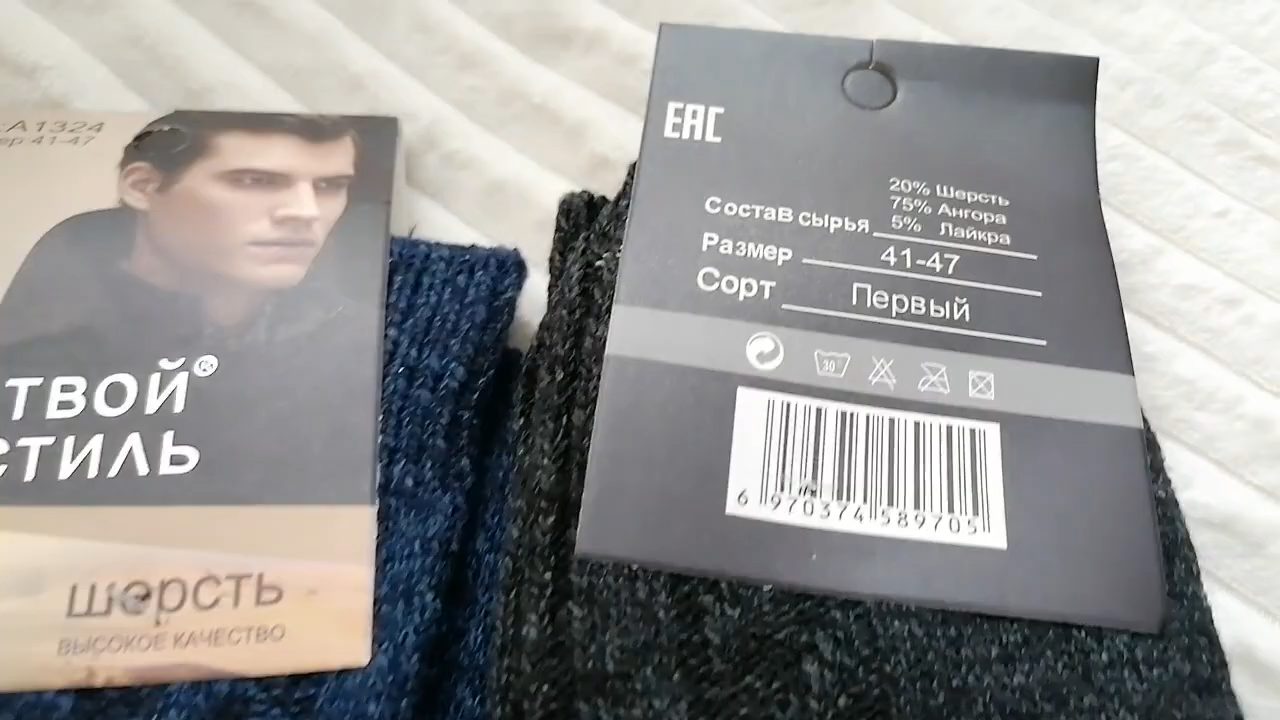 :A1324
ер 41-47
ТВОЙ®
СТИЛЬ
шерсть
ВЫСОКОЕ КАЧЕСТВО
EAC
Состав сырья
20% Шерсть
75% Ангора
5% Лайкра
Размер 41-47
Сорт Первый
30
6 970374 589705